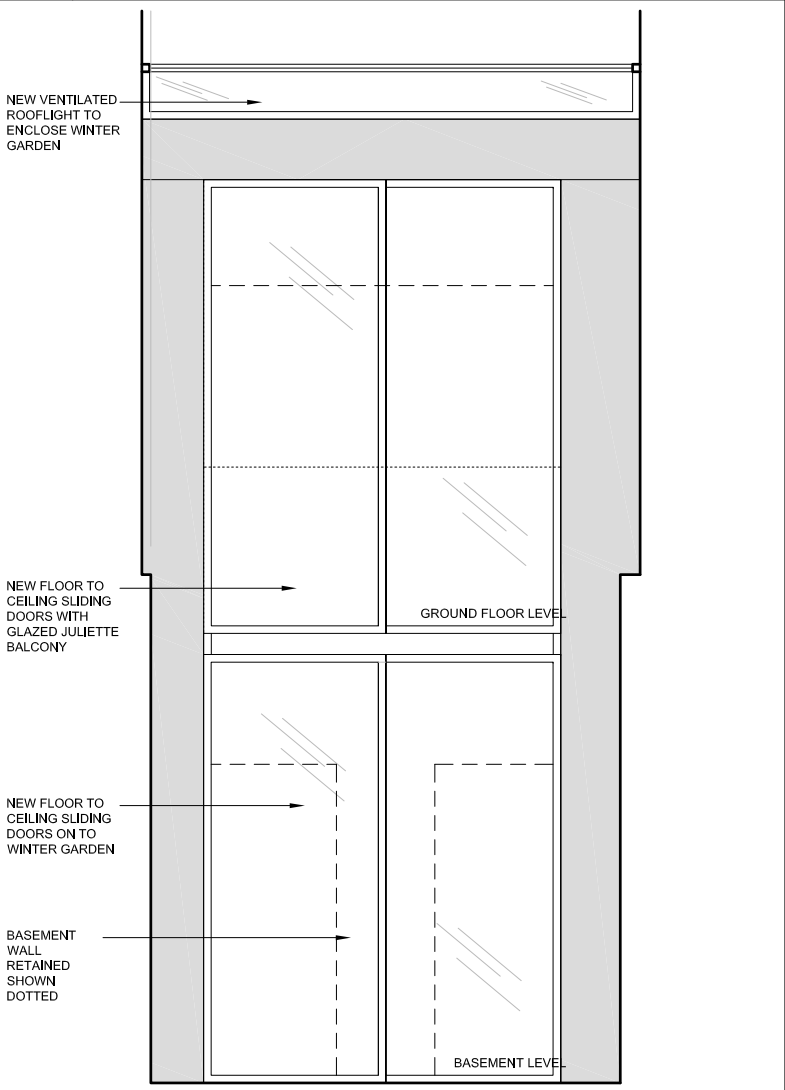 NEW VENTILATED
ROOFLIGHT TO
ENCLOSE WINTER
GARDEN
NEW FLOOR TO
CEILING SLIDING
DOORS WITH
GLAZED JULIETTE
BALCONY
GROUND FLOOR LEVEL
NEW FLOOR TO
CEILING SLIDING
DOORS ON TO
WINTER GARDEN
BASEMENT
WALL
RETAINED
SHOWN
DOTTED
BASEMENT LEVEL